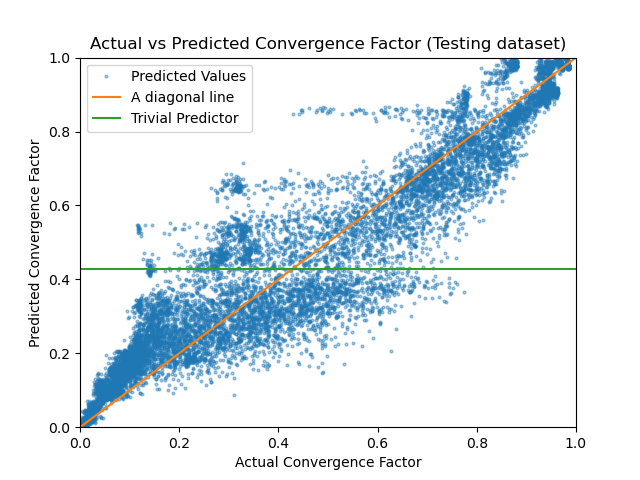 Actual vs Predicted Convergence Factor (Testing dataset)
1.0
0.8
0.6
0.4
0.2
0.0
Predicted Convergence Factor
Predicted Values
A diagonal line
Trivial Predictor
0.0 0.2 0.4 0.6 0.8 1.0
Actual Convergence Factor